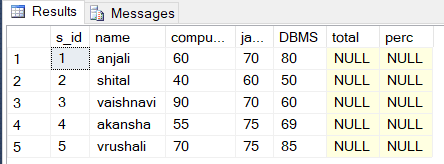 Results Messages
s_id name compu... ja... DBMS total perc
1 1 anjali 60 70 80 NULL NULL
2 2 shital 40 60 50 NULL NULL
3 3 vaishnavi 90 70 60 NULL NULL
4 4 akansha 55 75 69 NULL NULL
5 5 vrushali 70 75 85 NULL NULL